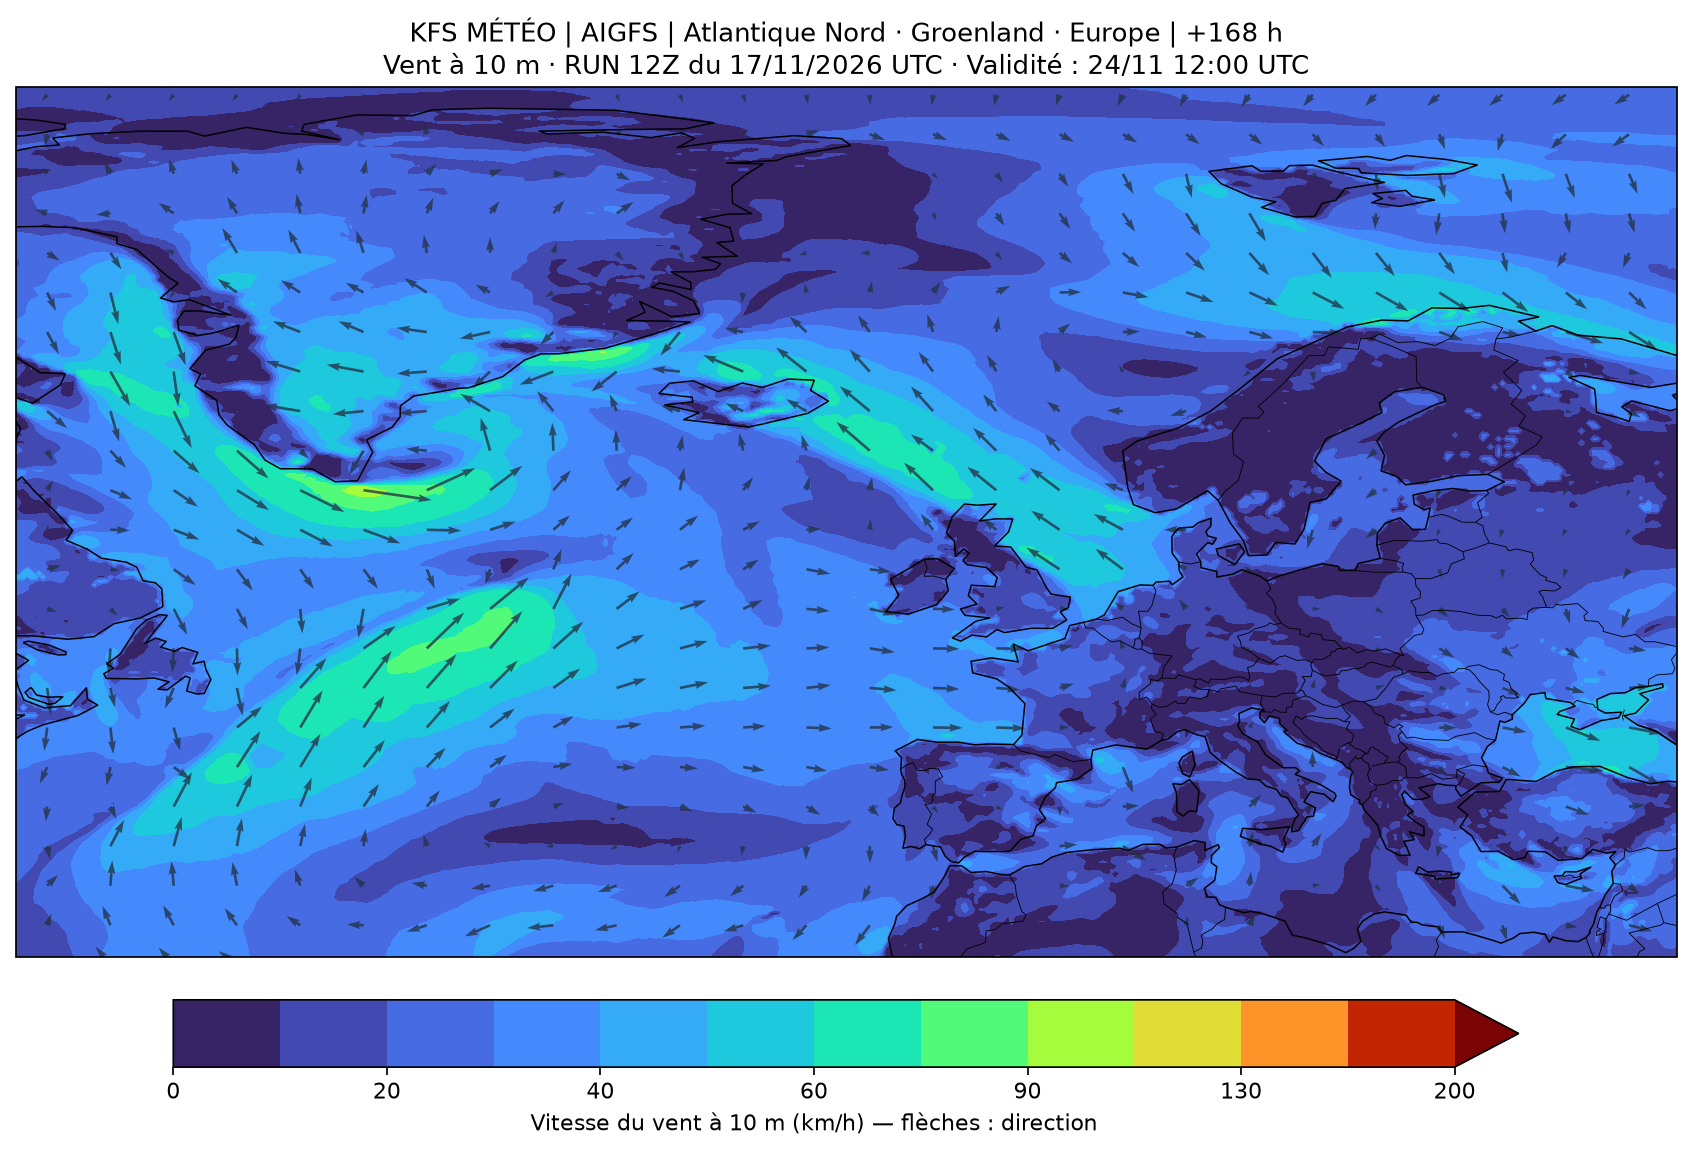 KFS MÉTÉO | AIGFS | Atlantique Nord · Groenland · Europe | +168 h
Vent à 10 m · RUN 12Z du 17/11/2026 UTC · Validité : 24/11 12:00 UTC
0 20 40 60 90 130 200
Vitesse du vent à 10 m (km/h) — flèches : direction